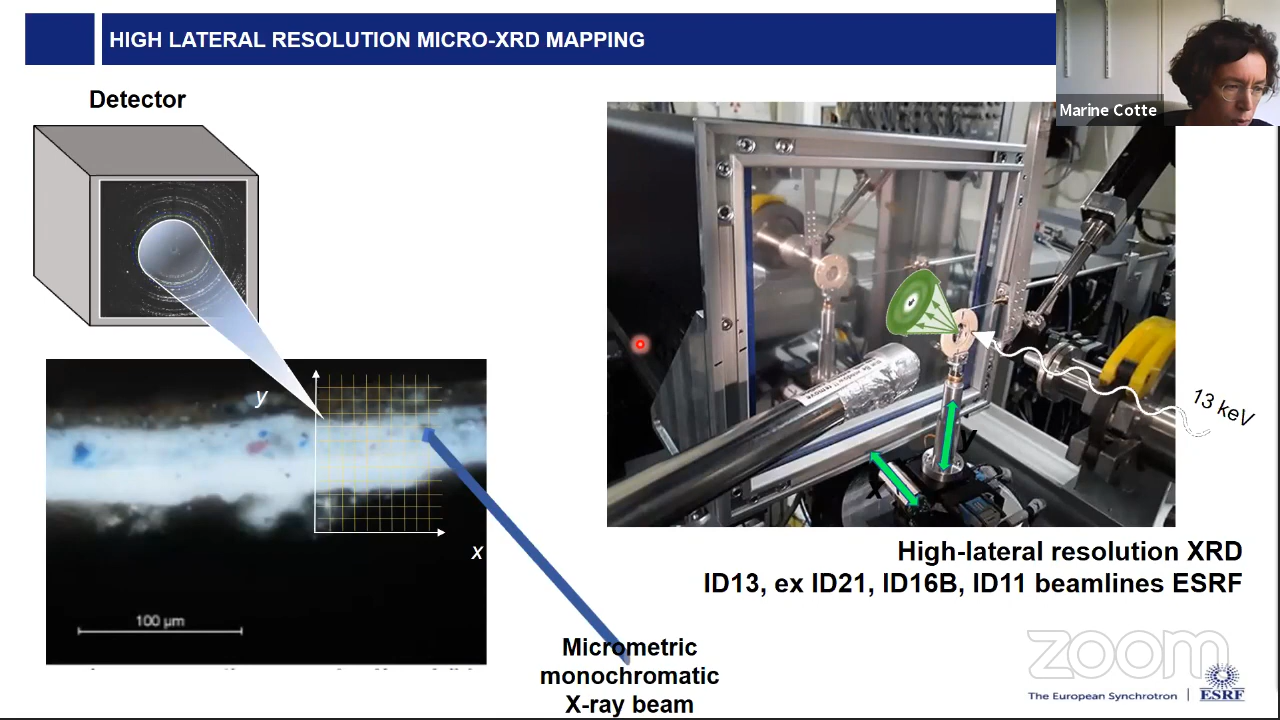 HIGH LATERAL RESOLUTION MICRO-XRD MAPPING
Marine Cotte
Detector
y
x
100 µm
13 keV
y
x
High-lateral resolution XRD
ID13, ex ID21, ID16B, ID11 beamlines ESRF
Micrometric
monochromatic
X-ray beam
zoom
The European Synchrotron
ESRF